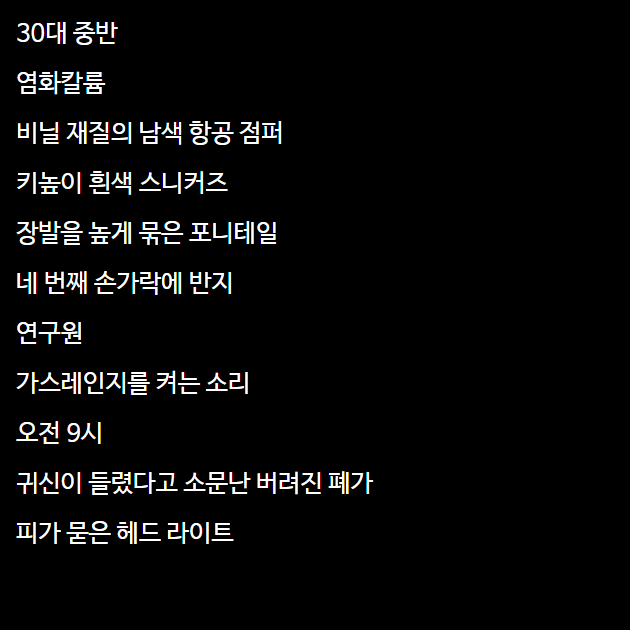 30대 중반
염화칼륨
비닐 재질의 남색 항공 점퍼
키높이 흰색 스니커즈
장발을 높게 묶은 포니테일
네 번째 손가락에 반지
연구원
가스레인지를 켜는 소리
오전 9시
귀신이 들렸다고 소문난 버려진 폐가
피가 묻은 헤드 라이트